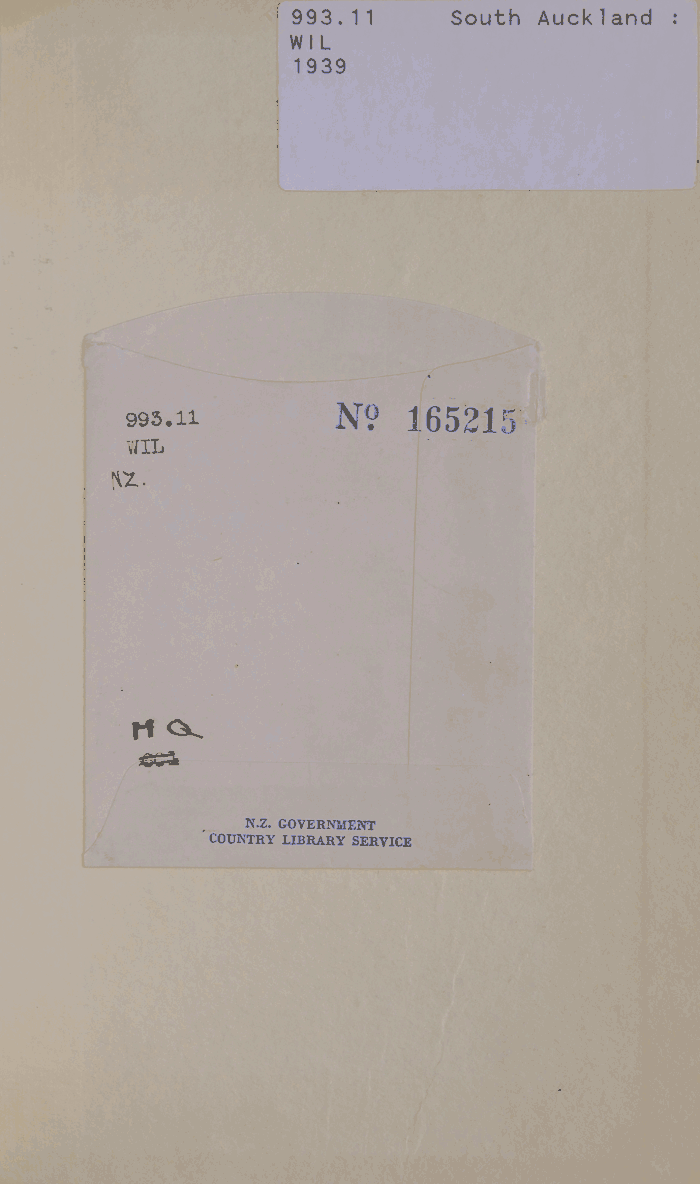 993.11 South Auckland :
WIL
1939
993.11
WIL
NZ.
Nº 165215
H Q
N.Z. GOVERNMENT
COUNTRY LIBRARY SERVICE